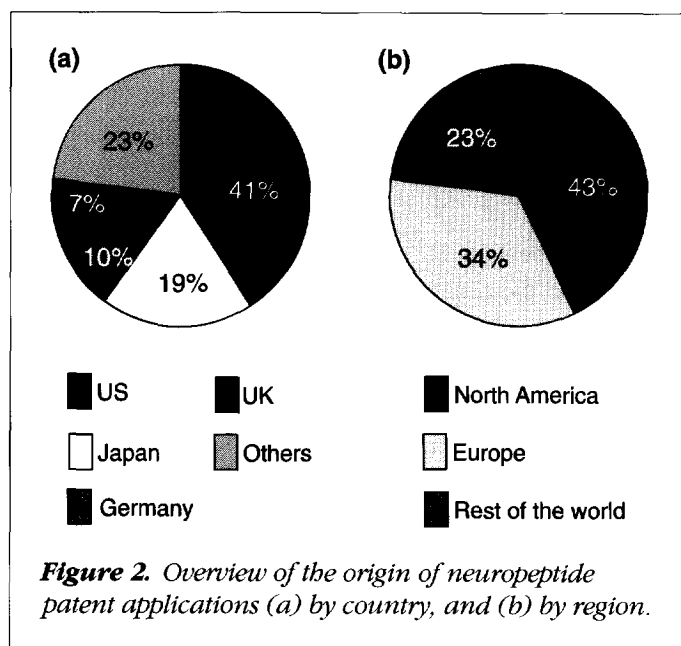 (a) (b)
23% 41% 7% 10% 19%
23% 43% 34%
US UK North America
Japan Others Europe
Germany Rest of the world
Figure 2. Overview of the origin of neuropeptide
patent applications (a) by country, and (b) by region.